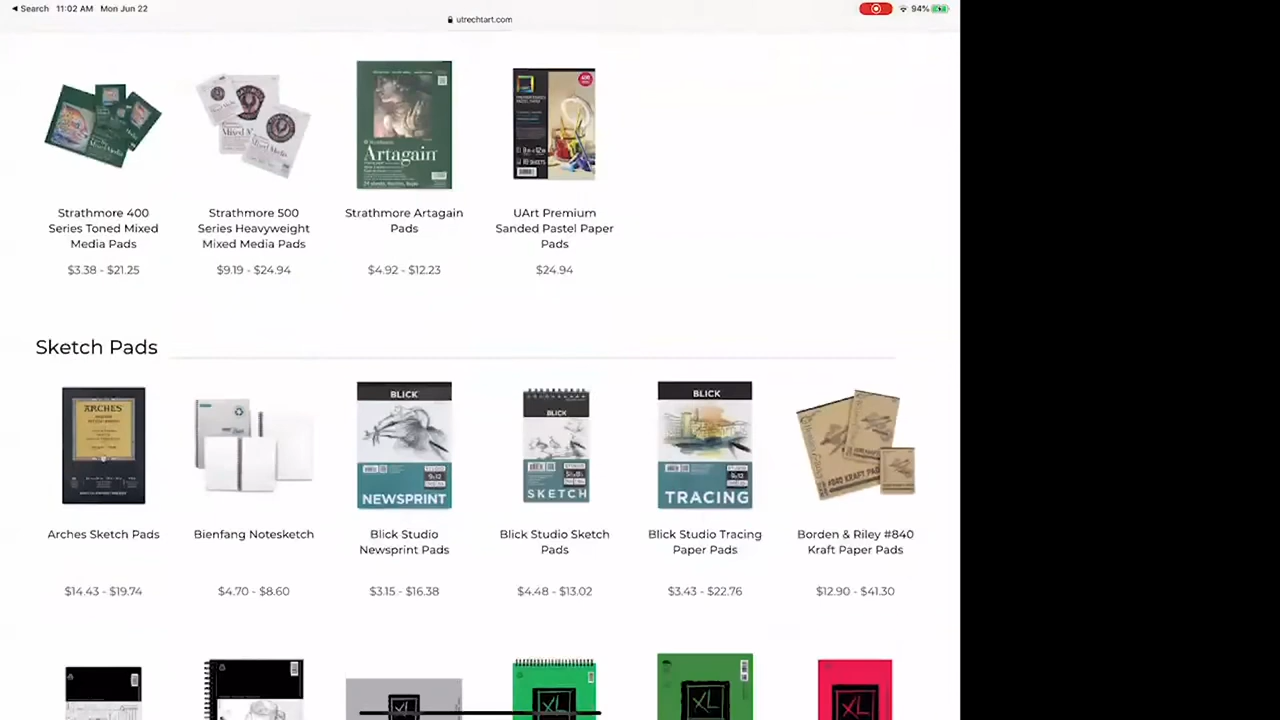 Search 11:02 AM Mon Jun 22
utrechtart.com
94%
Artagain
Strathmore 400
Series Toned Mixed
Media Pads
$3.38 - $21.25
Strathmore 500
Series Heavyweight
Mixed Media Pads
$9.19 - $24.94
Strathmore Artagain
Pads
$4.92 - $12.23
UArt Premium
Sanded Pastel Paper
Pads
$24.94
Sketch Pads
ARCHES
BLICK
NEWSPRINT
BLICK
SKETCH
BLICK
TRACING
Arches Sketch Pads
$14.43 - $19.74
Bienfang Notesketch
$4.70 - $8.60
Blick Studio
Newsprint Pads
$3.15 - $16.38
Blick Studio Sketch
Pads
$4.48 - $13.02
Blick Studio Tracing
Paper Pads
$3.43 - $22.76
Borden & Riley #840
Kraft Paper Pads
$12.90 - $41.30
XL
XL
XL
XL